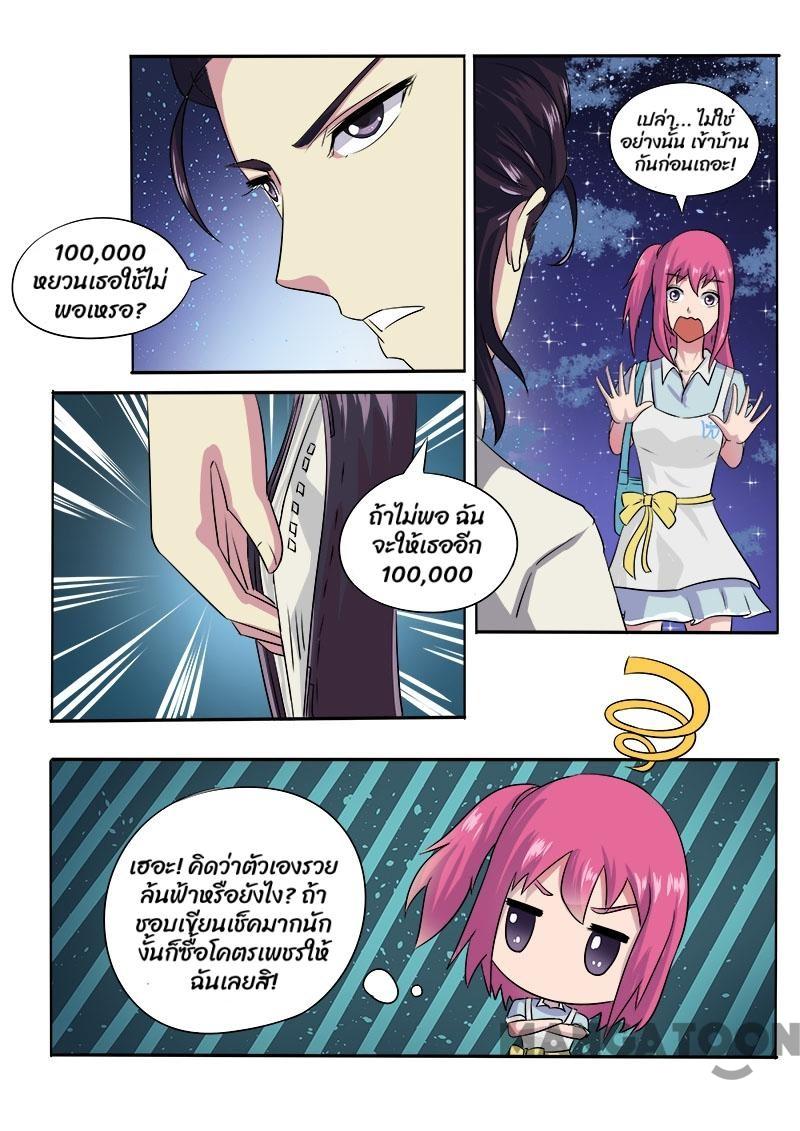 100,000
หยวนเธอใช้ไม่
พอเหรอ?
เปล่า... ไม่ใช่
อย่างนั้น เข้าบ้าน
กันก่อนเถอะ!
ถ้าไม่พอ ฉัน
จะให้เธออีก
100,000
เฮอะ! คิดว่าตัวเองรวย
ล้นฟ้าหรือยังไง? ถ้า
ชอบเขียนเช็คมากนัก
งั้นก็ซื้อโคตรเพชรให้
ฉันเลยสิ!
MANGATOON